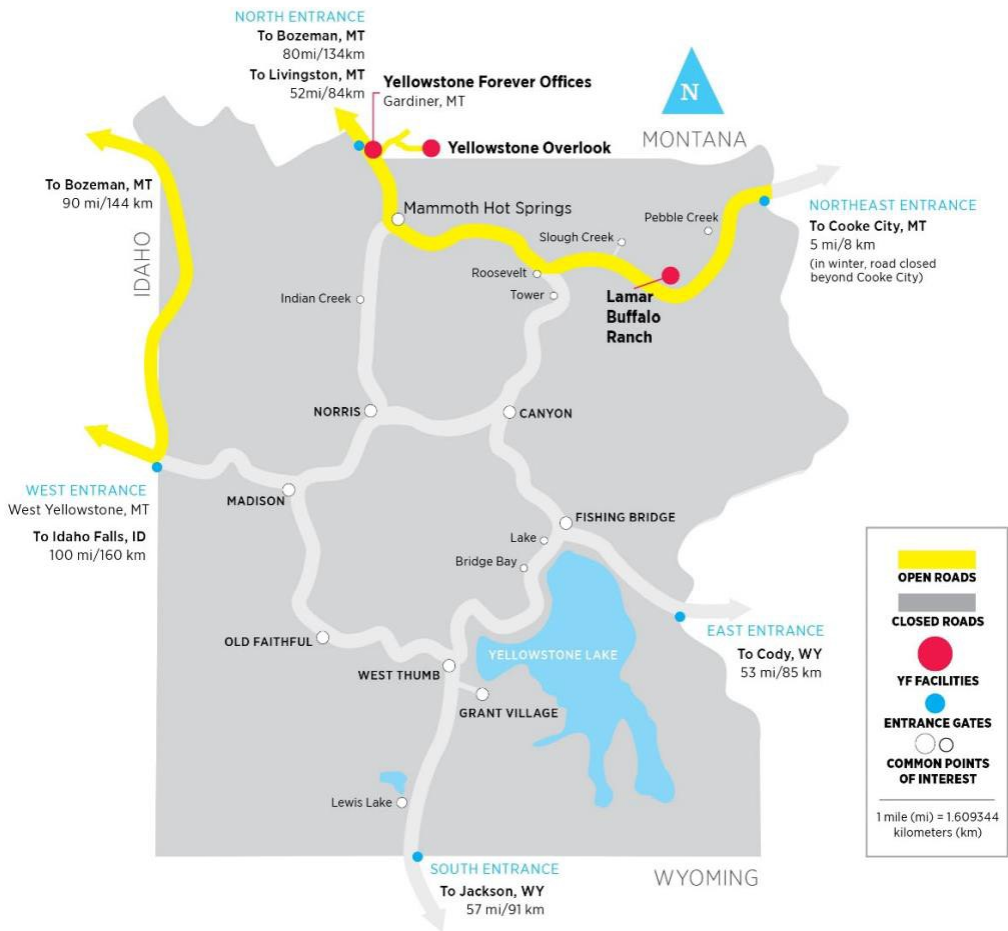 NORTH ENTRANCE
To Bozeman, MT
80mi/134km
To Livingston, MT
52mi/84km
Yellowstone Forever Offices
Gardiner, MT
N
MONTANA
Yellowstone Overlook
To Bozeman, MT
90 mi/144 km
IDAHO
Mammoth Hot Springs
Pebble Creek
Slough Creek
NORTHEAST ENTRANCE
To Cooke City, MT
5 mi/8 km
(in winter, road closed
beyond Cooke City)
Roosevelt
Tower
Indian Creek
Lamar
Buffalo
Ranch
NORRIS
CANYON
WEST ENTRANCE
West Yellowstone, MT
To Idaho Falls, ID
100 mi/160 km
MADISON
FISHING BRIDGE
Lake
Bridge Bay
OLD FAITHFUL
WEST THUMB
YELLOWSTONE LAKE
GRANT VILLAGE
EAST ENTRANCE
To Cody, WY
53 mi/85 km
Lewis Lake
SOUTH ENTRANCE
To Jackson, WY
57 mi/91 km
WYOMING
OPEN ROADS
CLOSED ROADS
YF FACILITIES
ENTRANCE GATES
COMMON POINTS
OF INTEREST
1 mile (mi) = 1.609344
kilometers (km)